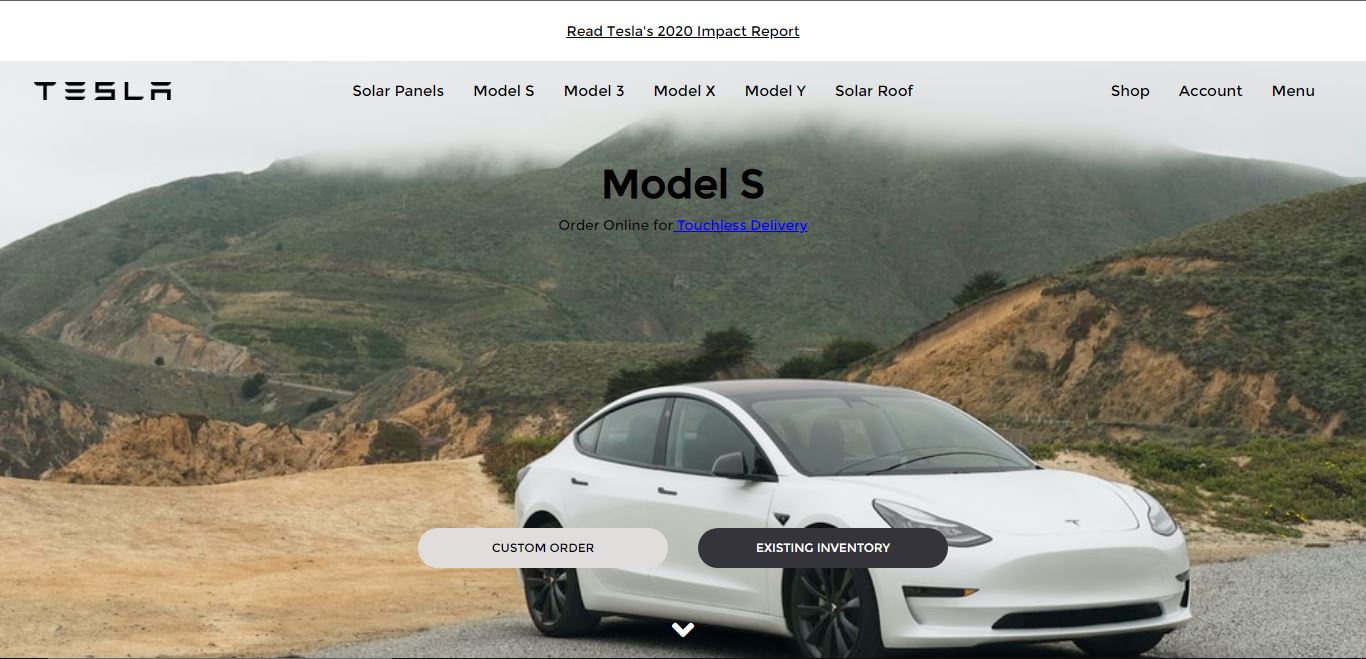 Read Tesla's 2020 Impact Report
TESLA Solar Panels Model S Model 3 Model X Model Y Solar Roof Shop Account Menu
Model S
Order Online for Touchless Delivery
CUSTOM ORDER EXISTING INVENTORY